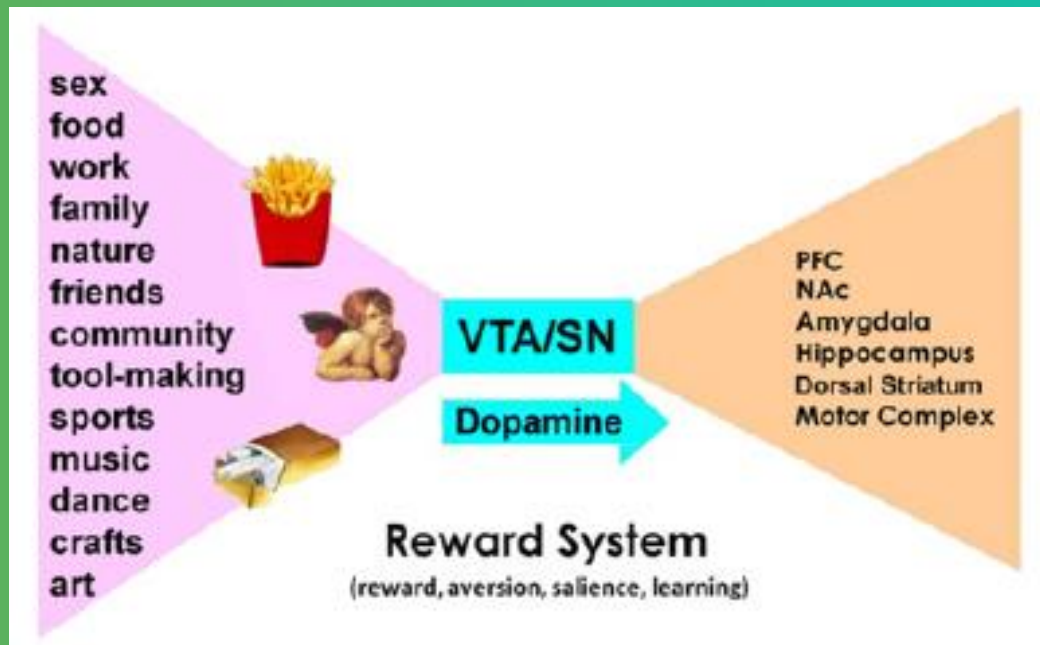 sex
food
work
family
nature
friends
community
tool-making
sports
music
dance
crafts
art
VTA/SN
Dopamine
PFC
NAc
Amygdala
Hippocampus
Dorsal Striatum
Motor Complex
Reward System
(reward, aversion, salience, learning)